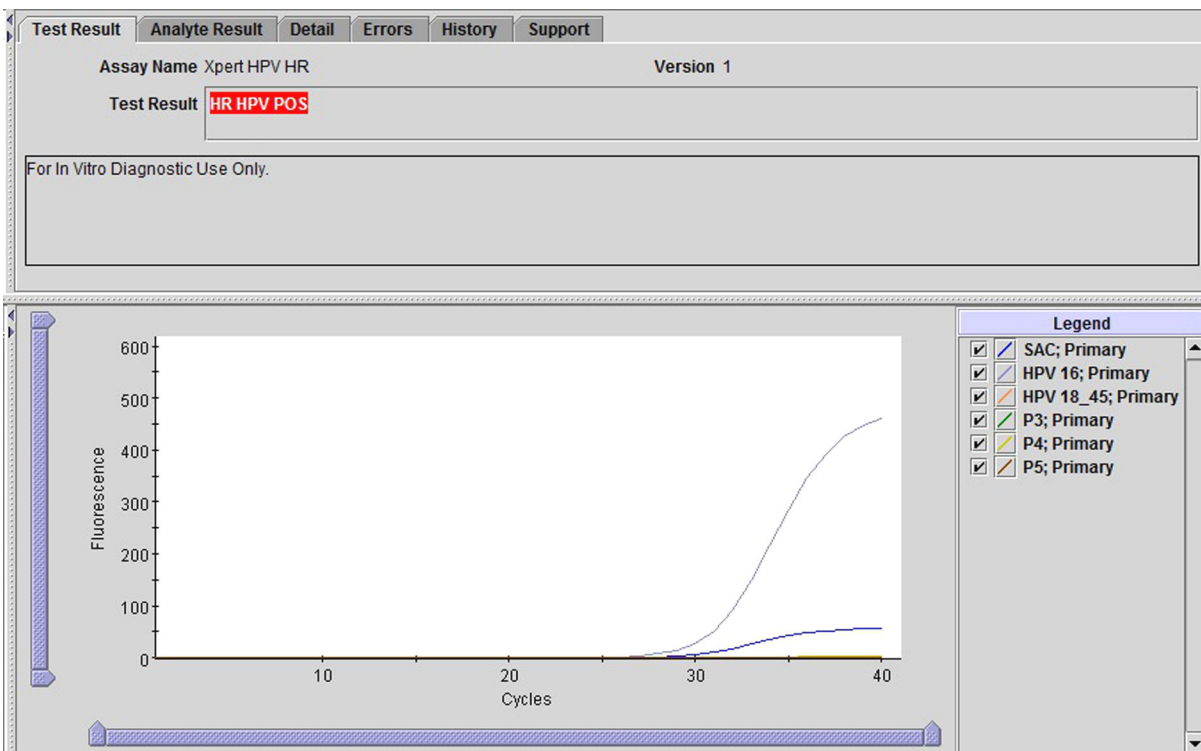 Test Result Analyte Result Detail Errors History Support
Assay Name Xpert HPV HR Version 1
Test Result HR HPV POS
For In Vitro Diagnostic Use Only.
Legend
SAC; Primary
HPV 16; Primary
HPV 18_45; Primary
P3; Primary
P4; Primary
P5; Primary
600
500
400
300
200
100
0
Fluorescence
10 20 30 40
Cycles